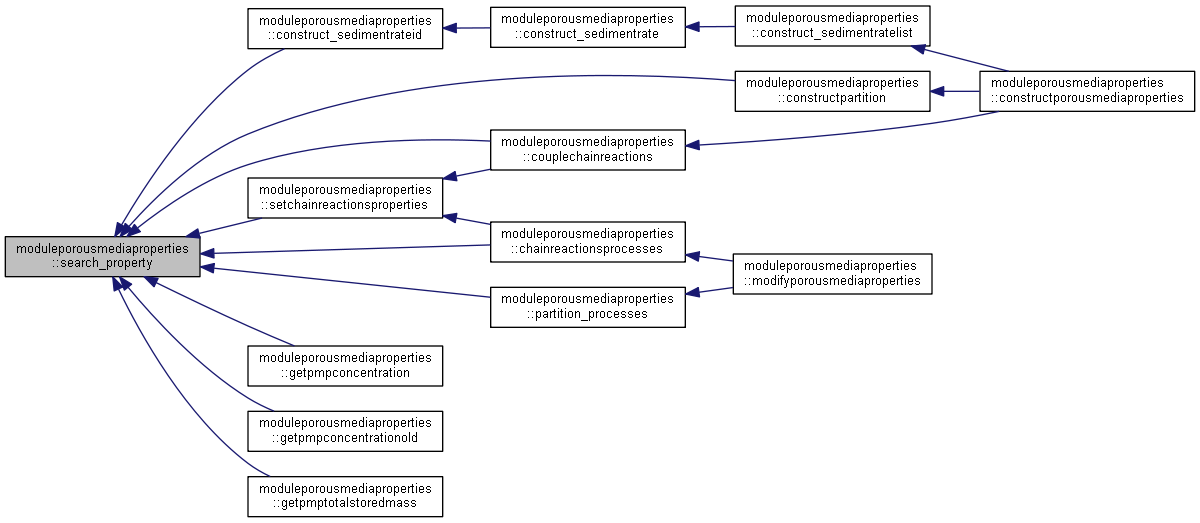 moduleporousmediaproperties
::construct_sedimentrateid
moduleporousmediaproperties
::construct_sedimentrate
moduleporousmediaproperties
::construct_sedimentratelist
moduleporousmediaproperties
::constructpartition
moduleporousmediaproperties
::constructporousmediaproperties
moduleporousmediaproperties
::couplechainreactions
moduleporousmediaproperties
::setchainreactionsproperties
moduleporousmediaproperties
::search_property
moduleporousmediaproperties
::chainreactionsprocesses
moduleporousmediaproperties
::modifyporousmediaproperties
moduleporousmediaproperties
::partition_processes
moduleporousmediaproperties
::getpmpconcentration
moduleporousmediaproperties
::getpmpconcentrationold
moduleporousmediaproperties
::getpmptotalstoredmass